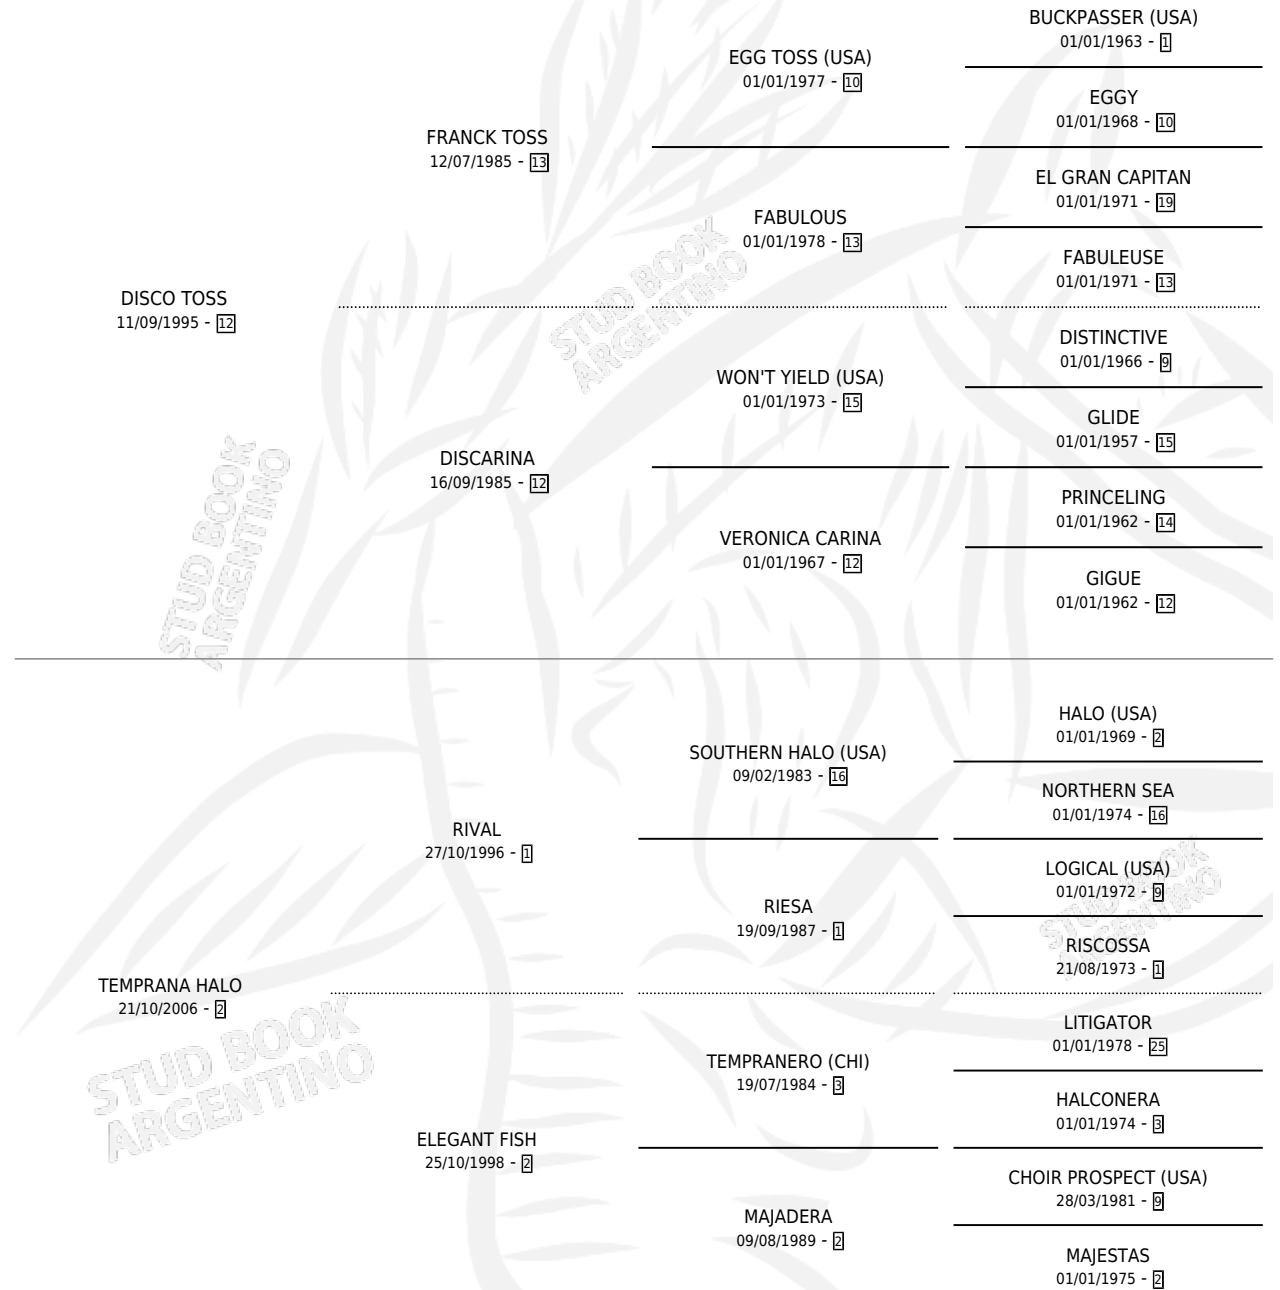 BUCKPASSER (USA)
01/01/1963 - 1
EGG TOSS (USA)
01/01/1977 - 10
EGGY
01/01/1968 - 10
FRANCK TOSS
12/07/1985 - 13
EL GRAN CAPITAN
01/01/1971 - 19
FABULOUS
01/01/1978 - 13
FABULEUSE
01/01/1971 - 13
DISCO TOSS
11/09/1995 - 12
DISTINCTIVE
01/01/1966 - 9
WON'T YIELD (USA)
01/01/1973 - 15
GLIDE
01/01/1957 - 15
DISCARINA
16/09/1985 - 12
PRINCELING
01/01/1962 - 14
VERONICA CARINA
01/01/1967 - 12
GIGUE
01/01/1962 - 12
STUD BOOK
ARGENTINO
STUD BOOK
ARGENTINO
HALO (USA)
01/01/1969 - 2
SOUTHERN HALO (USA)
09/02/1983 - 16
NORTHERN SEA
01/01/1974 - 16
RIVAL
27/10/1996 - 1
LOGICAL (USA)
01/01/1972 - 9
RIESA
19/09/1987 - 1
RISCOSSA
21/08/1973 - 1
STUD BOOK
ARGENTINO
TEMPRANA HALO
21/10/2006 - 2
LITIGATOR
01/01/1978 - 25
TEMPRANERO (CHI)
19/07/1984 - 3
HALCONERA
01/01/1974 - 3
ELEGANT FISH
25/10/1998 - 2
CHOIR PROSPECT (USA)
28/03/1981 - 9
MAJADERA
09/08/1989 - 2
MAJESTAS
01/01/1975 - 2
STUD BOOK
ARGENTINO